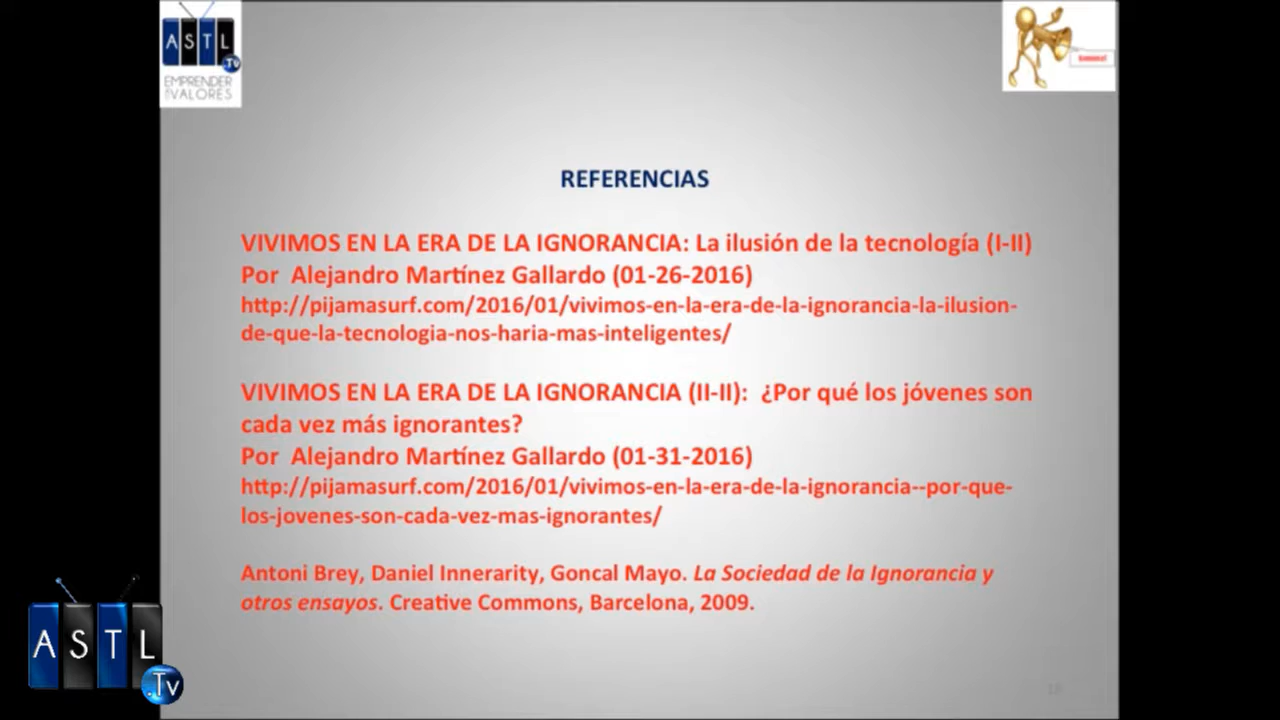 ASTL
.Tv
EMPRENDER
VALORES
REFERENCIAS
VIVIMOS EN LA ERA DE LA IGNORANCIA: La ilusión de la tecnología (I-II)
Por Alejandro Martínez Gallardo (01-26-2016)
http://pijamasurf.com/2016/01/vivimos-en-la-era-de-la-ignorancia-la-ilusion-
de-que-la-tecnologia-nos-haria-mas-inteligentes/
VIVIMOS EN LA ERA DE LA IGNORANCIA (II-II): ¿Por qué los jóvenes son
cada vez más ignorantes?
Por Alejandro Martínez Gallardo (01-31-2016)
http://pijamasurf.com/2016/01/vivimos-en-la-era-de-la-ignorancia--por-que-
los-jovenes-son-cada-vez-mas-ignorantes/
Antoni Brey, Daniel Innerarity, Goncal Mayo. La Sociedad de la Ignorancia y
otros ensayos. Creative Commons, Barcelona, 2009.
ASTL
.Tv